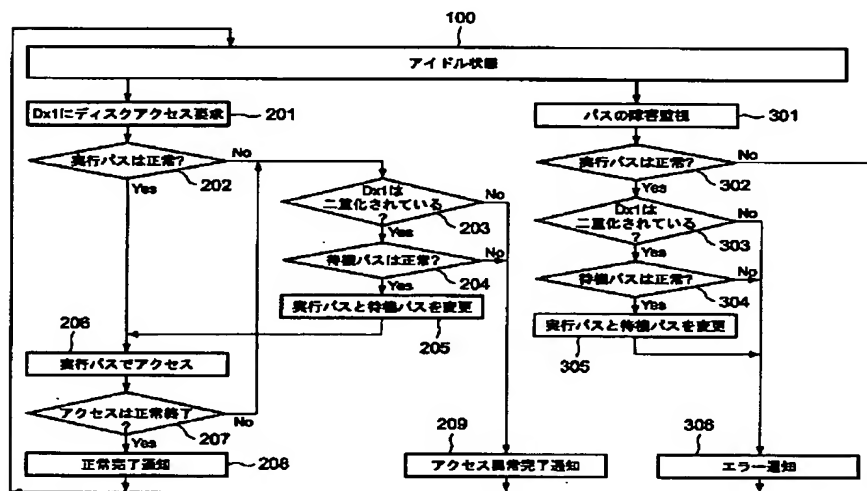 100
アイドル状態
Dx1にディスクアクセス要求
201
パスの障害監視
301
実行パスは正常?
No
202
Yes
実行パスは正常?
No
302
Yes
Dx1は
二重化されている
?
No
203
Yes
Dx1は
二重化されている
?
No
303
待機パスは正常?
No
204
Yes
待機パスは正常?
No
304
Yes
実行パスと待機パスを変更
205
実行パスと待機パスを変更
305
206
実行パスでアクセス
アクセスは正常終了
?
No
207
Yes
正常完了通知
208
209
アクセス異常完了通知
306
エラー通知